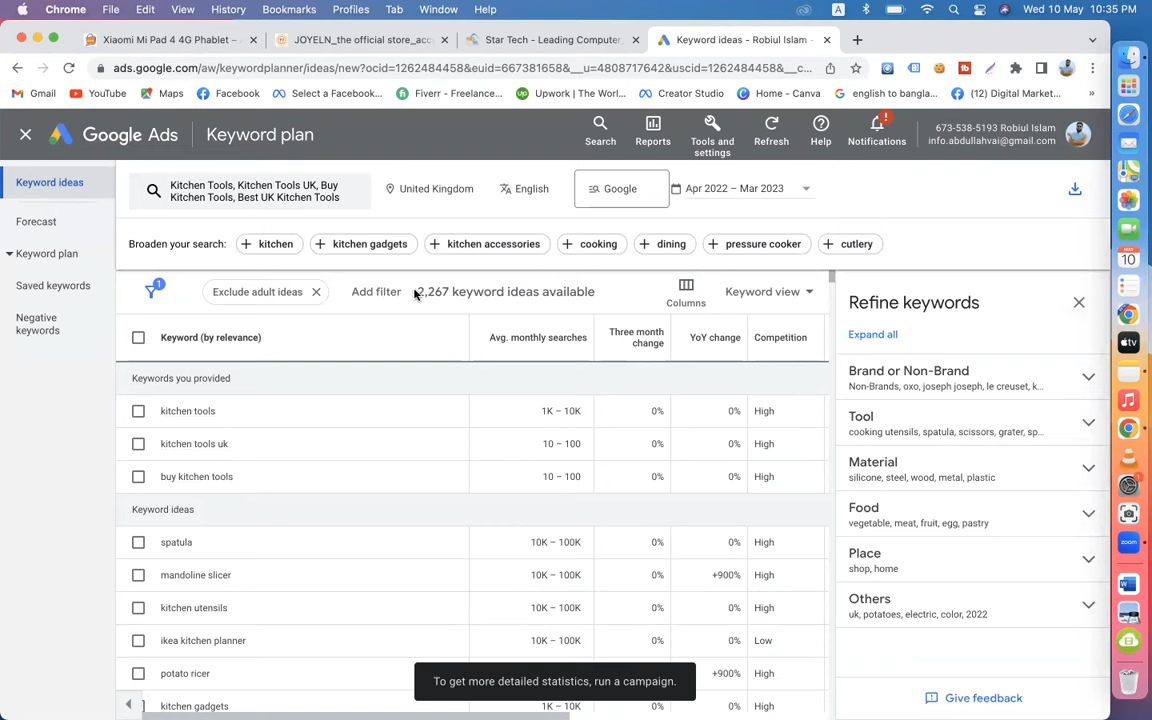 Chrome File Edit View History Bookmarks Profiles Tab Window Help
A
Wed 10 May 10:35 PM
Xiaomi Mi Pad 4 4G Phablet –
JOYELN_the official store_acc
Star Tech - Leading Computer,
Keyword ideas - Robiul Islam -
ads.google.com/aw/keywordplanner/ideas/new?ocid=1262484458&euid=667381658&__u=4808717642&uscid=1262484458&__c...
Gmail YouTube Maps Facebook Select a Facebook... Fiverr - Freelance... Upwork | The Worl... Creator Studio Home - Canva english to bangla... (12) Digital Market... »
Google Ads
Keyword plan
Search
Reports
Tools and
settings
Refresh
Help
Notifications
673-538-5193 Robiul Islam
info.abdullahvai@gmail.com
Keyword ideas
Forecast
Keyword plan
Saved keywords
Negative
keywords
Kitchen Tools, Kitchen Tools UK, Buy
Kitchen Tools, Best UK Kitchen Tools
United Kingdom
English
Google
Apr 2022 – Mar 2023
Broaden your search: kitchen kitchen gadgets kitchen accessories cooking dining pressure cooker cutlery
1
Exclude adult ideas
Add filter
2,267 keyword ideas available
Columns
Keyword view
Keyword (by relevance) Avg. monthly searches Three month change YoY change Competition
Keywords you provided
kitchen tools 1K – 10K 0% 0% High
kitchen tools uk 10 – 100 0% 0% High
buy kitchen tools 10 – 100 0% 0% High
Keyword ideas
spatula 10K – 100K 0% 0% High
mandoline slicer 10K – 100K 0% +900% High
kitchen utensils 10K – 100K 0% 0% High
ikea kitchen planner 10K – 100K 0% 0% Low
potato ricer +900% High
kitchen gadgets 1K – 10K 0% 0% High
To get more detailed statistics, run a campaign.
Refine keywords
Expand all
Brand or Non-Brand
Non-Brands, oxo, joseph joseph, le creuset, k...
Tool
cooking utensils, spatula, scissors, grater, sp...
Material
silicone, steel, wood, metal, plastic
Food
vegetable, meat, fruit, egg, pastry
Place
shop, home
Others
uk, potatoes, electric, color, 2022
Give feedback